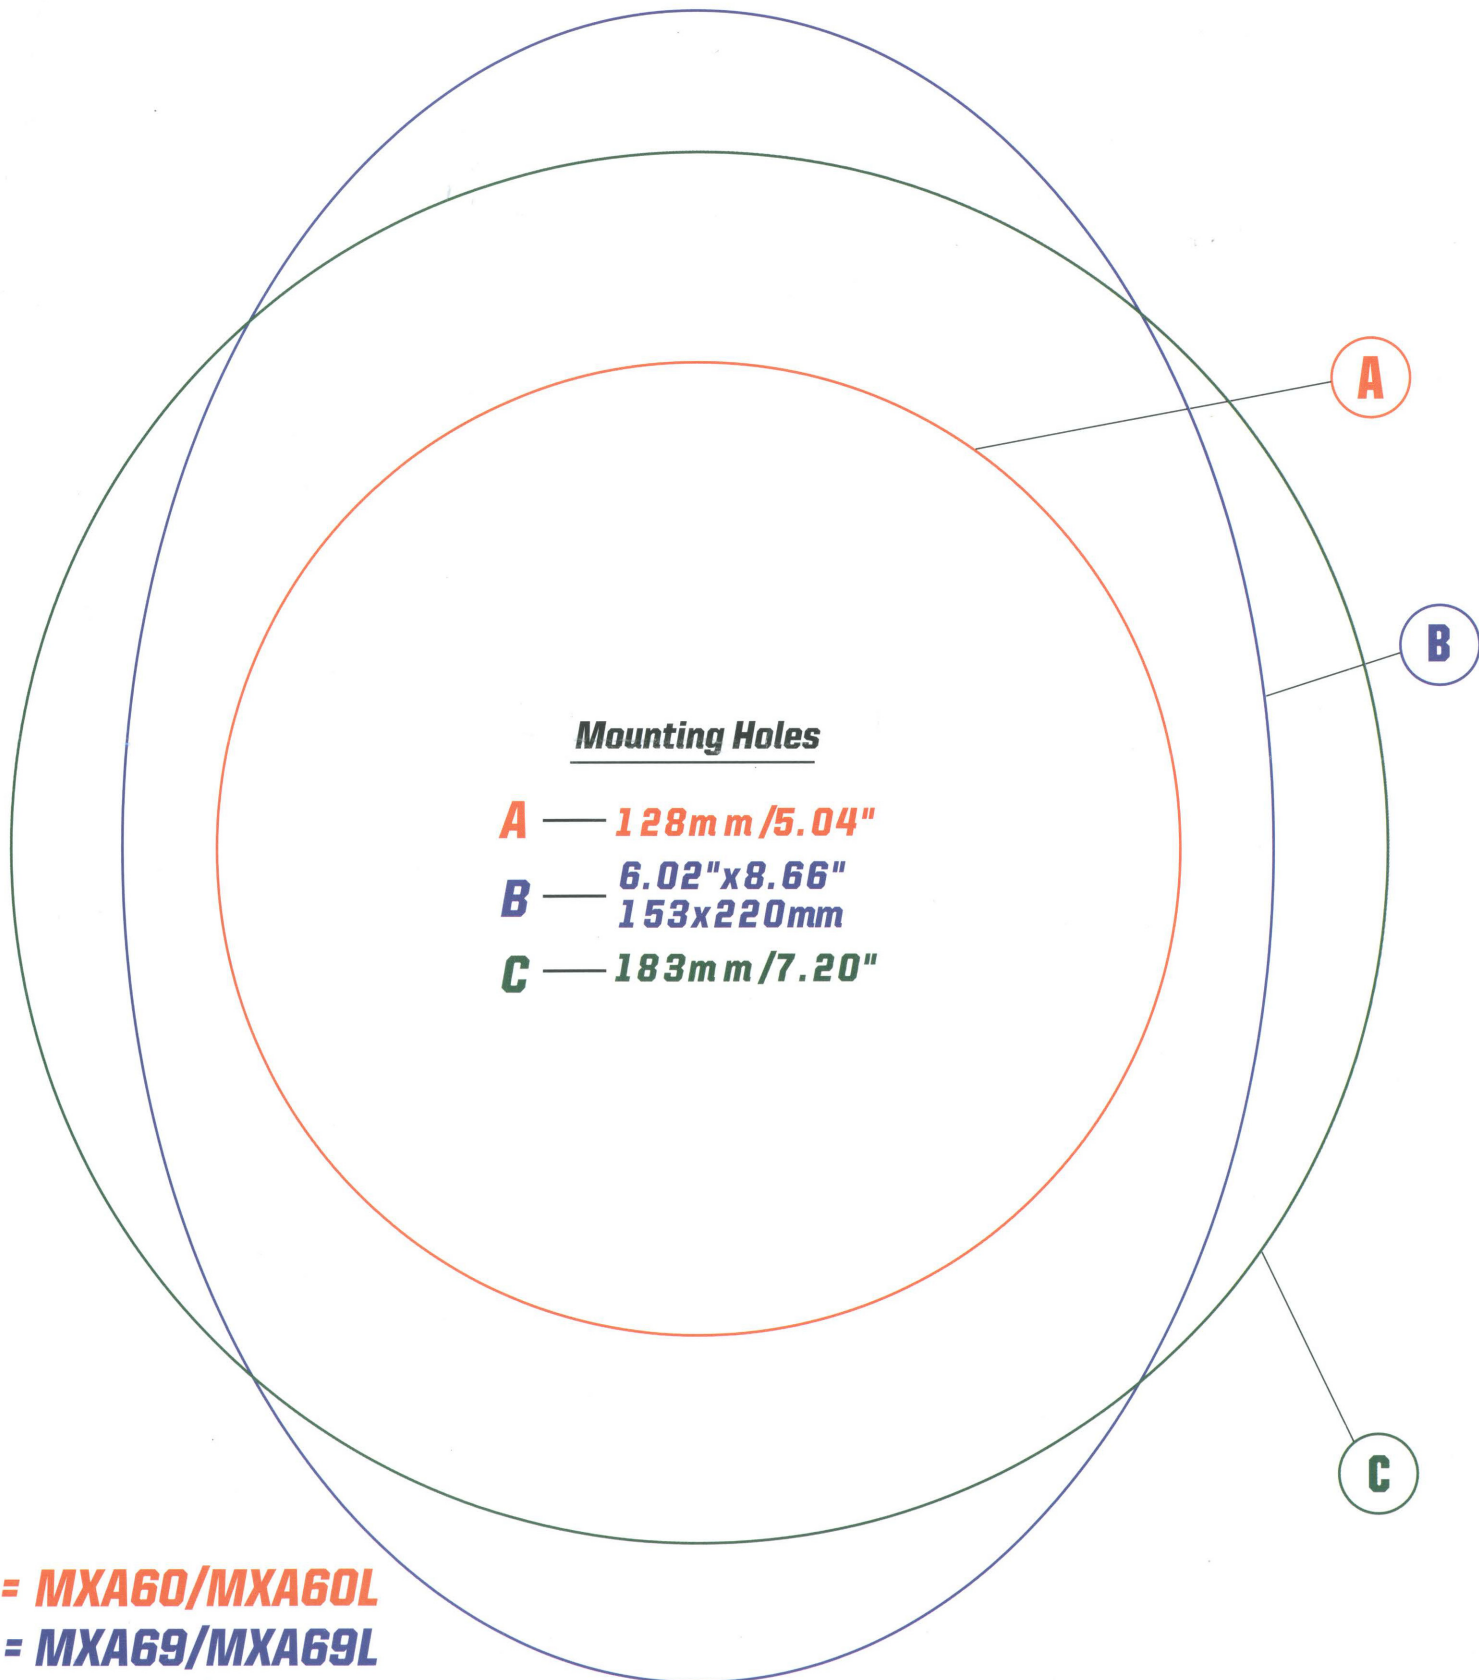 A
B
Mounting Holes
A — 128mm/5.04"
B — 6.02"x8.66"
153x220mm
C — 183mm/7.20"
C
= MXA60/MXA60L
= MXA69/MXA69L